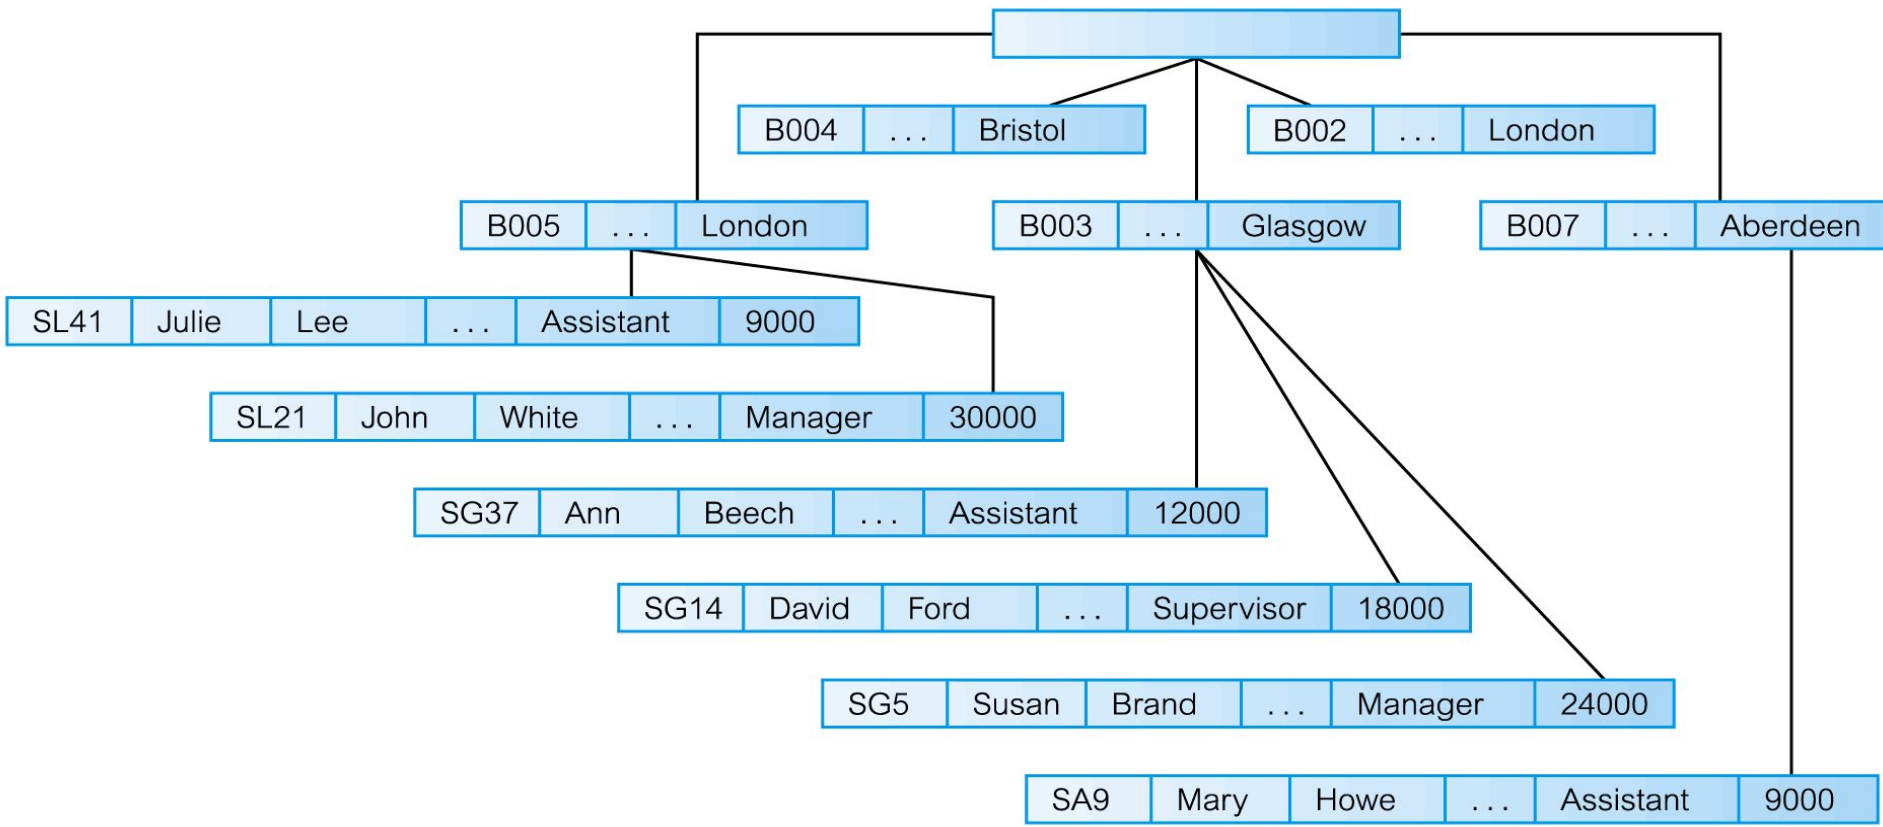 B004 ... Bristol
B002 ... London
B005 ... London
B003 ... Glasgow
B007 ... Aberdeen
SL41 Julie Lee ... Assistant 9000
SL21 John White ... Manager 30000
SG37 Ann Beech ... Assistant 12000
SG14 David Ford ... Supervisor 18000
SG5 Susan Brand ... Manager 24000
SA9 Mary Howe ... Assistant 9000